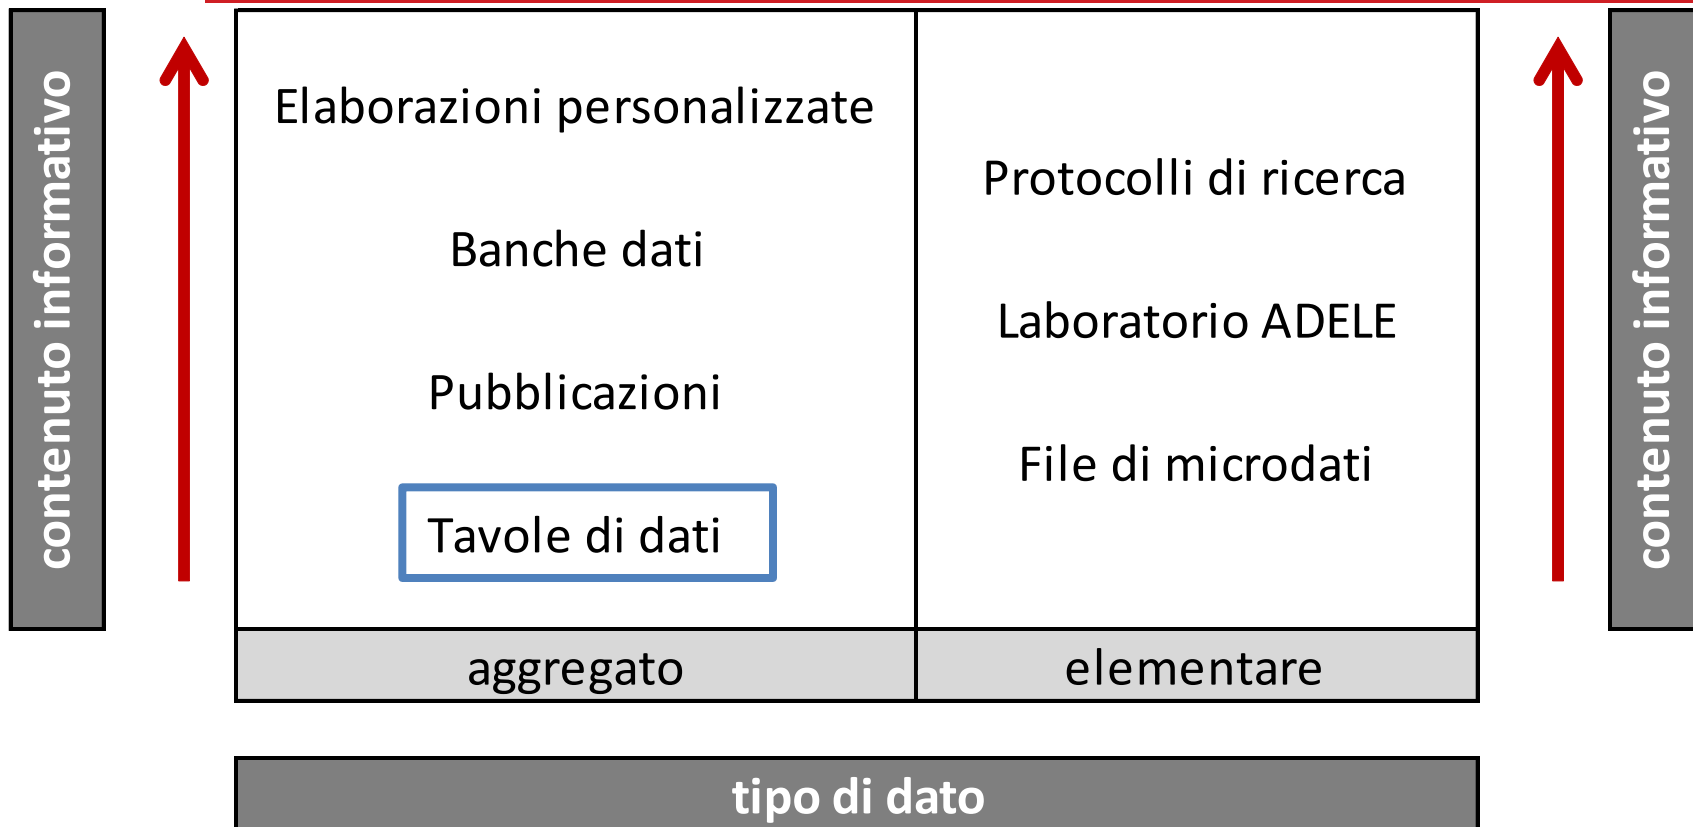 contenuto informativo
Elaborazioni personalizzate
Banche dati
Pubblicazioni
Tavole di dati
aggregato
Protocolli di ricerca
Laboratorio ADELE
File di microdati
elementare
contenuto informativo
tipo di dato